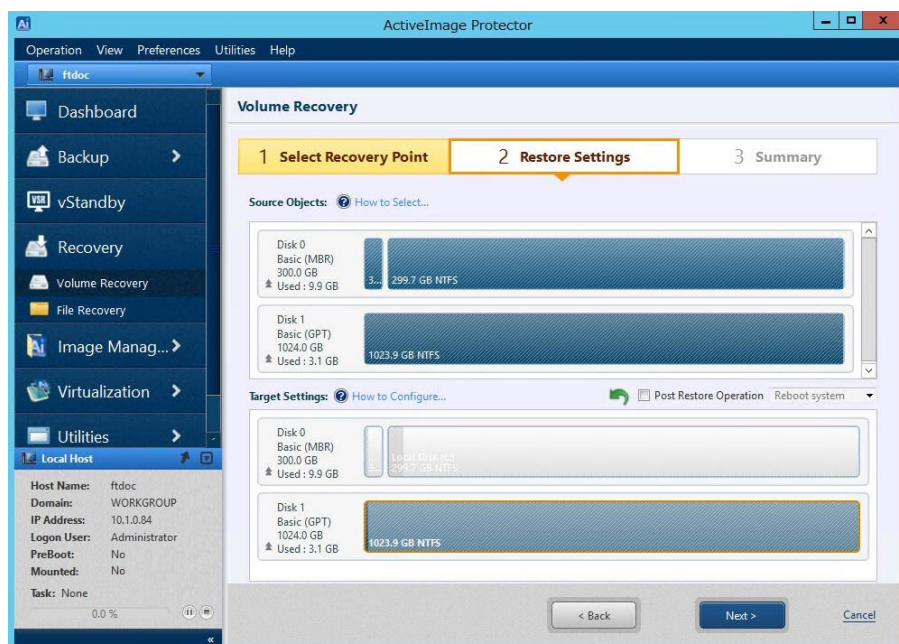 Ai
ActiveImage Protector
Operation View Preferences Utilities Help
ftdoc
Dashboard
Backup
vStandby
Recovery
Volume Recovery
File Recovery
Image Manag...
Virtualization
Utilities
Local Host
Host Name: ftdoc
Domain: WORKGROUP
IP Address: 10.1.0.84
Logon User: Administrator
PreBoot: No
Mounted: No
Task: None
0.0 %
Volume Recovery
1 Select Recovery Point
2 Restore Settings
3 Summary
Source Objects: How to Select...
Disk 0
Basic (MBR)
300.0 GB
Used : 9.9 GB
3...
299.7 GB NTFS
Disk 1
Basic (GPT)
1024.0 GB
Used : 3.1 GB
1023.9 GB NTFS
Target Settings: How to Configure...
Post Restore Operation Reboot system
Disk 0
Basic (MBR)
300.0 GB
Used : 9.9 GB
3...
299.7 GB NTFS
Disk 1
Basic (GPT)
1024.0 GB
Used : 3.1 GB
1023.9 GB NTFS
< Back
Next >
Cancel